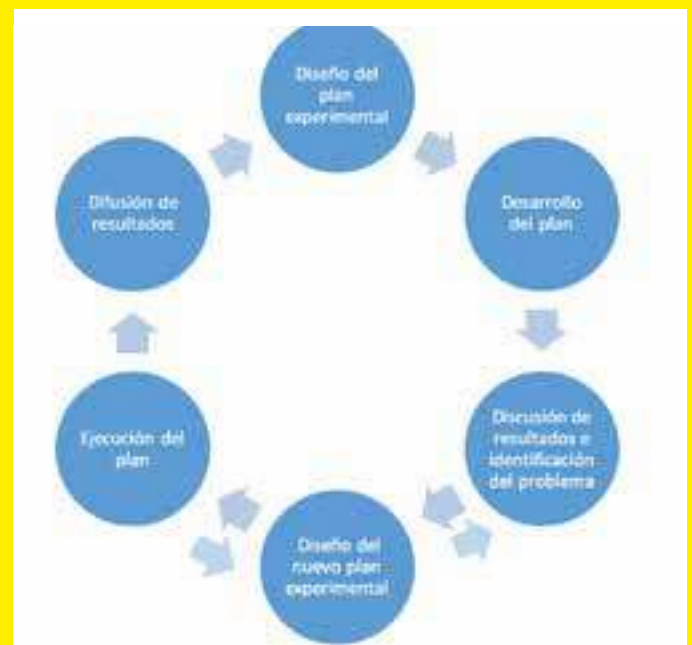 Diseño del
plan
experimental
Desarrollo
del plan
Discusión de
resultados e
identificación
del problema
Diseño del
nuevo plan
experimental
Ejecución del
plan
Difusión de
resultados